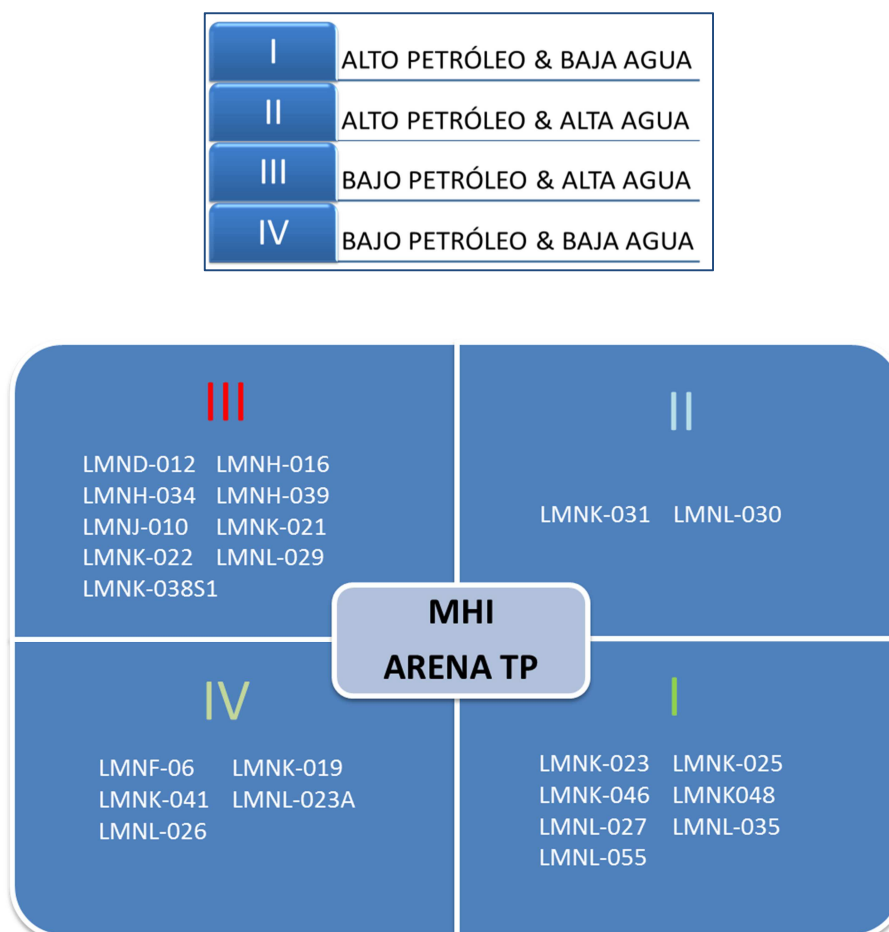 I ALTO PETRÓLEO & BAJA AGUA
II ALTO PETRÓLEO & ALTA AGUA
III BAJO PETRÓLEO & ALTA AGUA
IV BAJO PETRÓLEO & BAJA AGUA
III
LMND-012 LMNH-016
LMNH-034 LMNH-039
LMNJ-010 LMNK-021
LMNK-022 LMNL-029
LMNK-038S1
II
LMNK-031 LMNL-030
MHI
ARENA TP
IV
LMNF-06 LMNK-019
LMNK-041 LMNL-023A
LMNL-026
I
LMNK-023 LMNK-025
LMNK-046 LMNK048
LMNL-027 LMNL-035
LMNL-055